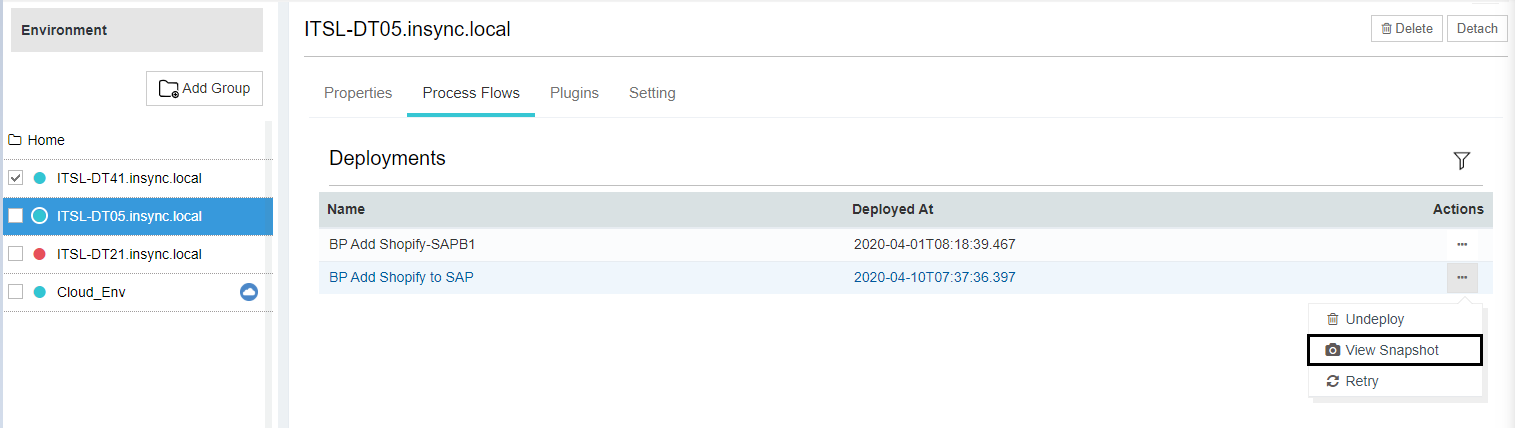 Environment
Add Group
Home
ITSL-DT41.insync.local
ITSL-DT05.insync.local
ITSL-DT21.insync.local
Cloud_Env
ITSL-DT05.insync.local
Delete
Detach
Properties Process Flows Plugins Setting
Deployments
Name Deployed At Actions
BP Add Shopify-SAPB1 2020-04-01T08:18:39.467 ...
BP Add Shopify to SAP 2020-04-10T07:37:36.397 ...
Undeploy
View Snapshot
Retry